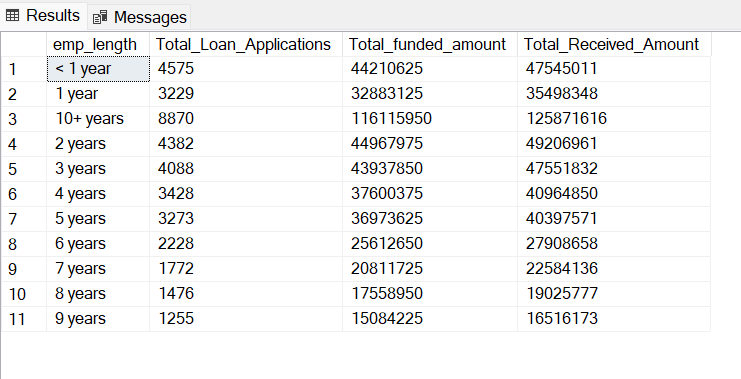 Results Messages
emp_length Total_Loan_Applications Total_funded_amount Total_Received_Amount
1 < 1 year 4575 44210625 47545011
2 1 year 3229 32883125 35498348
3 10+ years 8870 116115950 125871616
4 2 years 4382 44967975 49206961
5 3 years 4088 43937850 47551832
6 4 years 3428 37600375 40964850
7 5 years 3273 36973625 40397571
8 6 years 2228 25612650 27908658
9 7 years 1772 20811725 22584136
10 8 years 1476 17558950 19025777
11 9 years 1255 15084225 16516173